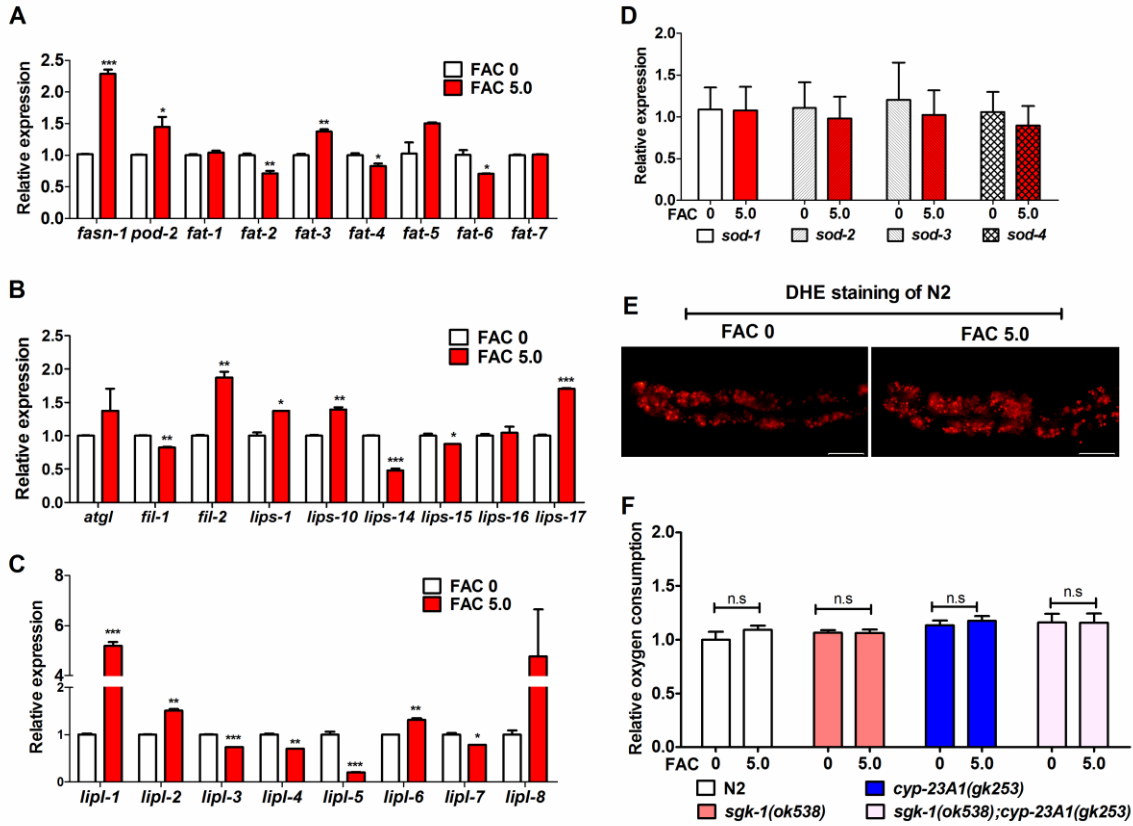 A
Relative expression
2.5
2.0
1.5
1.0
0.5
0.0
***
*
**
**
*
*
FAC 0
FAC 5.0
fasn-1 pod-2 fat-1 fat-2 fat-3 fat-4 fat-5 fat-6 fat-7
B
Relative expression
2.5
2.0
1.5
1.0
0.5
0.0
**
**
*
**
***
*
***
FAC 0
FAC 5.0
atgl fil-1 fil-2 lips-1 lips-10 lips-14 lips-15 lips-16 lips-17
C
Relative expression
8
6
4
2
1
0
***
**
***
**
***
**
*
FAC 0
FAC 5.0
lipl-1 lipl-2 lipl-3 lipl-4 lipl-5 lipl-6 lipl-7 lipl-8
D
Relative expression
2.0
1.5
1.0
0.5
0.0
FAC 0 5.0 0 5.0 0 5.0 0 5.0
sod-1 sod-2 sod-3 sod-4
E
DHE staining of N2
FAC 0 FAC 5.0
F
Relative oxygen consumption
2.0
1.5
1.0
0.5
0.0
n.s n.s n.s n.s
FAC 0 5.0 0 5.0 0 5.0 0 5.0
N2 cyp-23A1(gk253)
sgk-1(ok538) sgk-1(ok538);cyp-23A1(gk253)